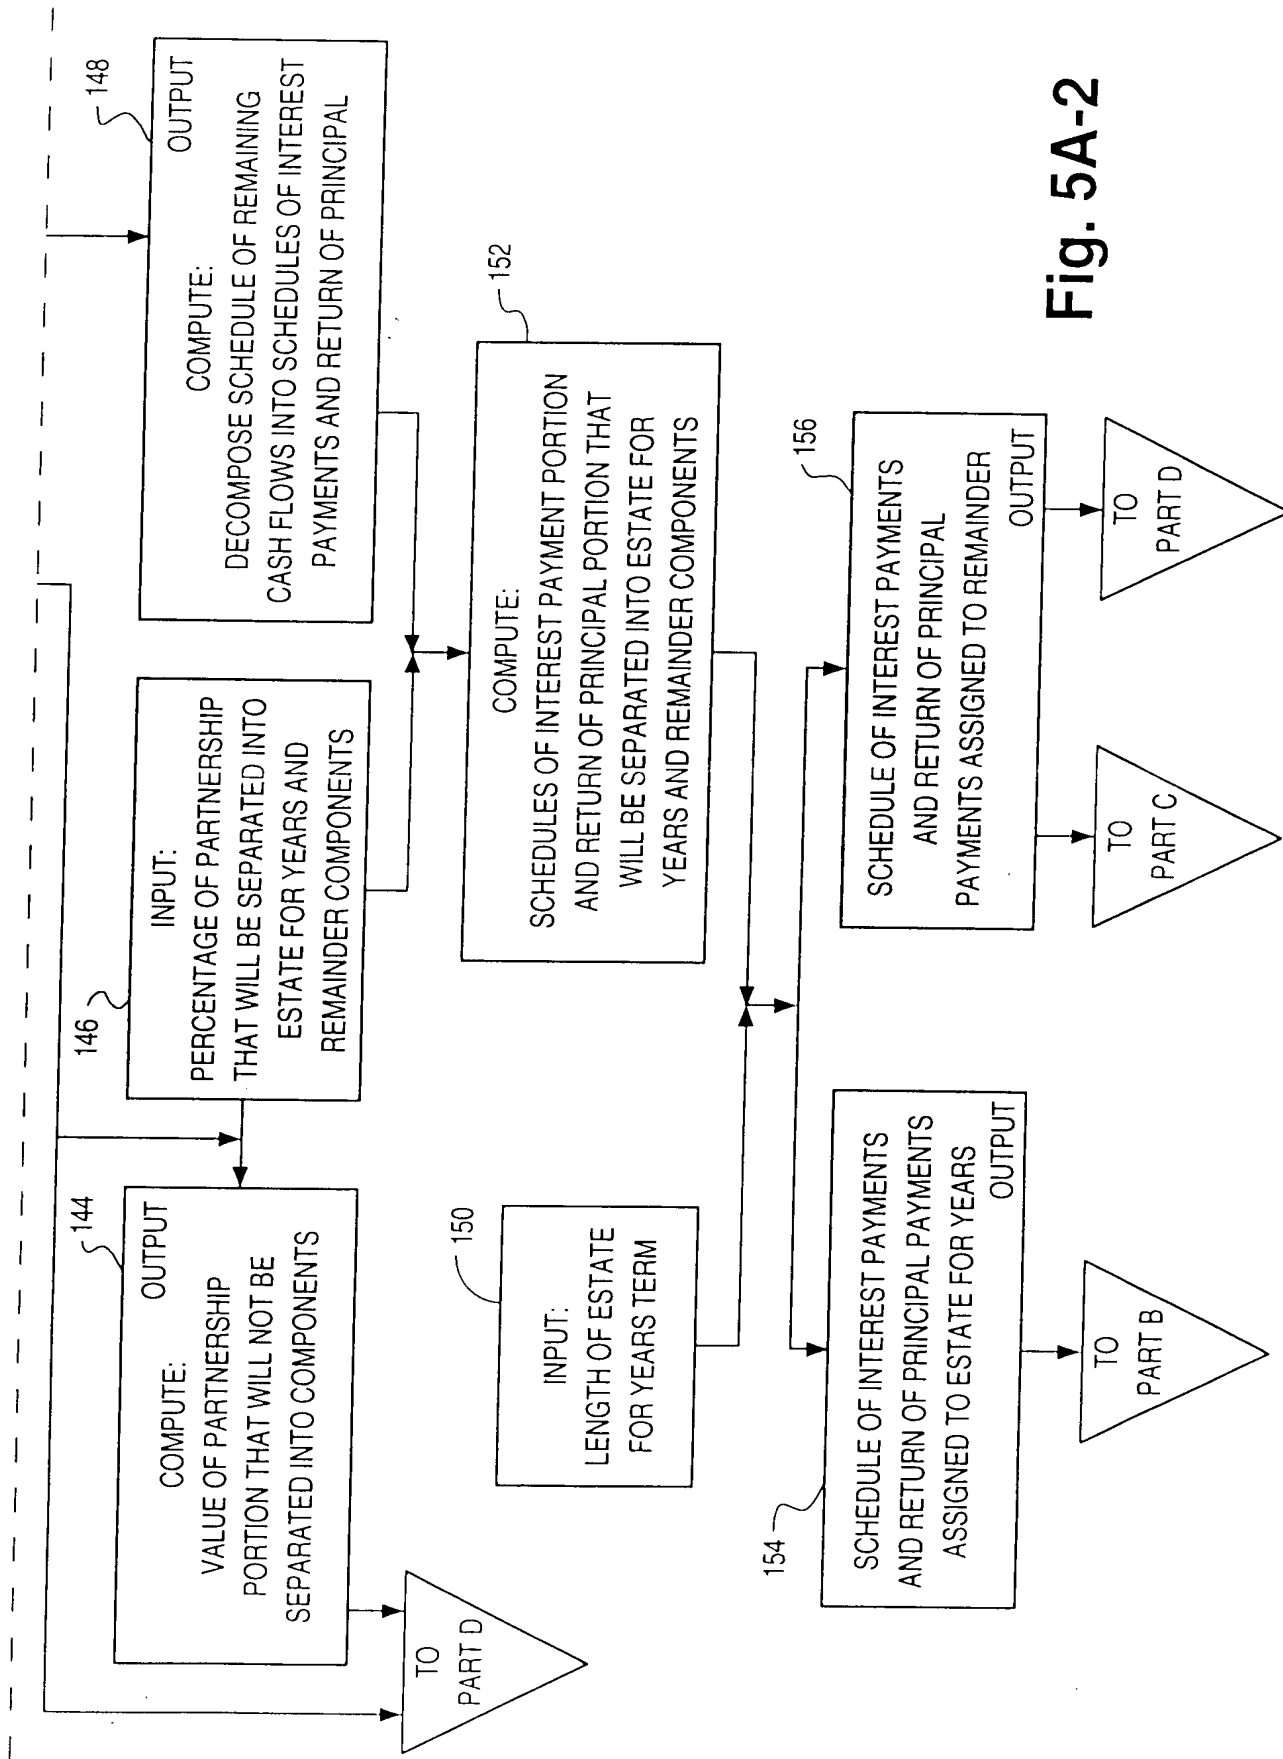 144
OUTPUT
COMPUTE:
VALUE OF PARTNERSHIP
PORTION THAT WILL NOT BE
SEPARATED INTO COMPONENTS
146
INPUT:
PERCENTAGE OF PARTNERSHIP
THAT WILL BE SEPARATED INTO
ESTATE FOR YEARS AND
REMAINDER COMPONENTS
148
OUTPUT
COMPUTE:
DECOMPOSE SCHEDULE OF REMAINING
CASH FLOWS INTO SCHEDULES OF INTEREST
PAYMENTS AND RETURN OF PRINCIPAL
TO
PART D
150
INPUT:
LENGTH OF ESTATE
FOR YEARS TERM
152
COMPUTE:
SCHEDULES OF INTEREST PAYMENT PORTION
AND RETURN OF PRINCIPAL PORTION THAT
WILL BE SEPARATED INTO ESTATE FOR
YEARS AND REMAINDER COMPONENTS
154
SCHEDULE OF INTEREST PAYMENTS
AND RETURN OF PRINCIPAL PAYMENTS
ASSIGNED TO ESTATE FOR YEARS
OUTPUT
156
SCHEDULE OF INTEREST PAYMENTS
AND RETURN OF PRINCIPAL
PAYMENTS ASSIGNED TO REMAINDER
OUTPUT
TO
PART B
TO
PART C
TO
PART D
Fig. 5A-2